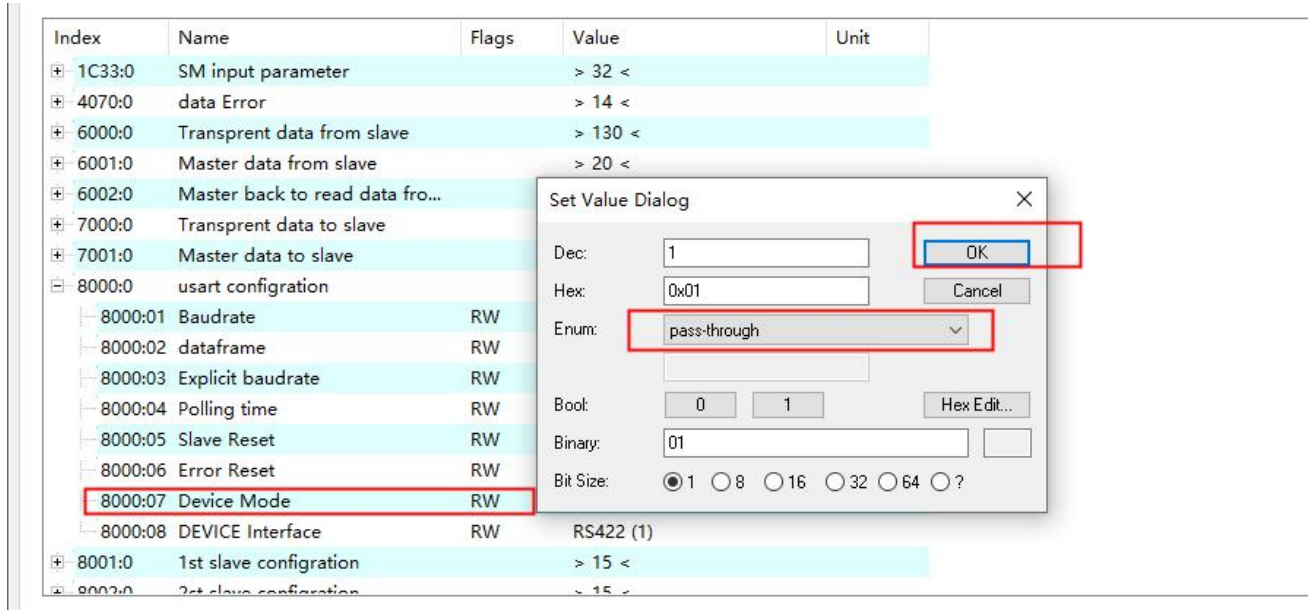 Index Name Flags Value Unit
1C33:0 SM input parameter > 32 <
4070:0 data Error > 14 <
6000:0 Transprent data from slave > 130 <
6001:0 Master data from slave > 20 <
6002:0 Master back to read data fro...
7000:0 Transprent data to slave
7001:0 Master data to slave
8000:0 usart configration
8000:01 Baudrate RW
8000:02 dataframe RW
8000:03 Explicit baudrate RW
8000:04 Polling time RW
8000:05 Slave Reset RW
8000:06 Error Reset RW
8000:07 Device Mode RW
8000:08 DEVICE Interface RW RS422 (1)
8001:0 1st slave configration > 15 <
8002:0 2st slave configration > 15 <
Set Value Dialog
Dec: 1 OK
Hex: 0x01 Cancel
Enum: pass-through
Bool: 0 1 Hex Edit...
Binary: 01
Bit Size: 1 8 16 32 64 ?